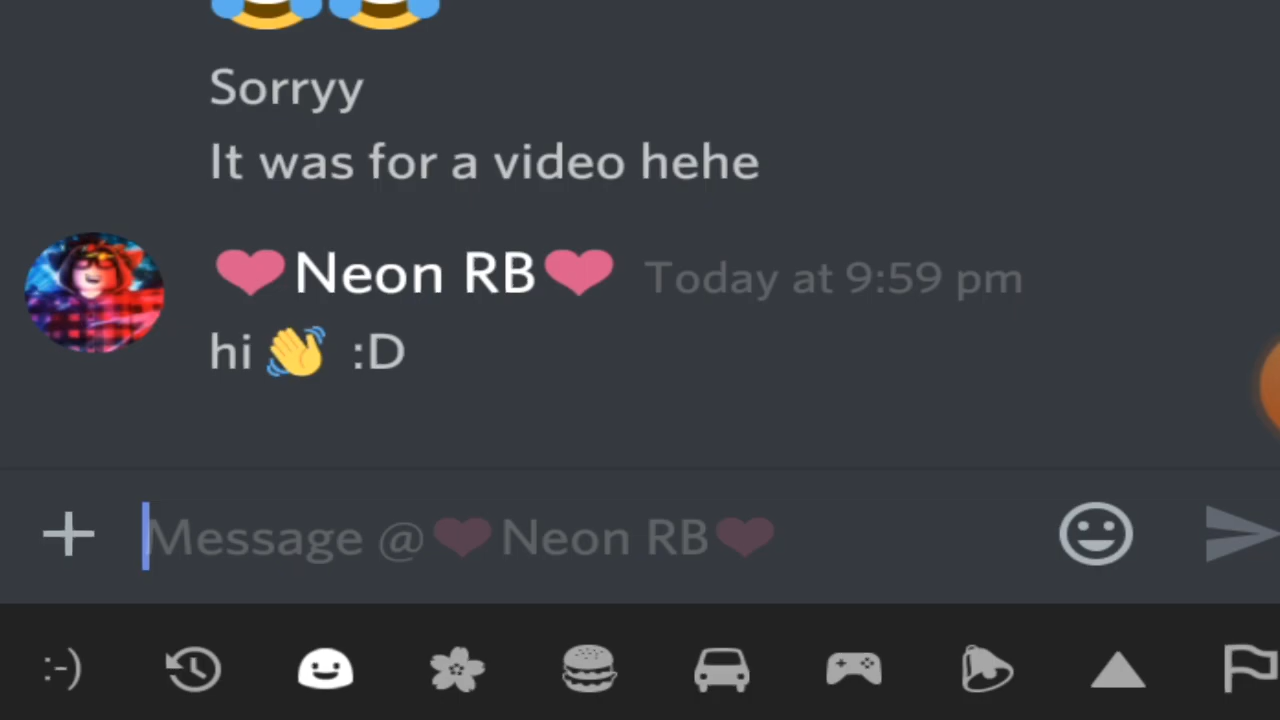 Sorryy
It was for a video hehe
❤Neon RB❤ Today at 9:59 pm
hi 👋 :D
Message @❤Neon RB❤
:-)